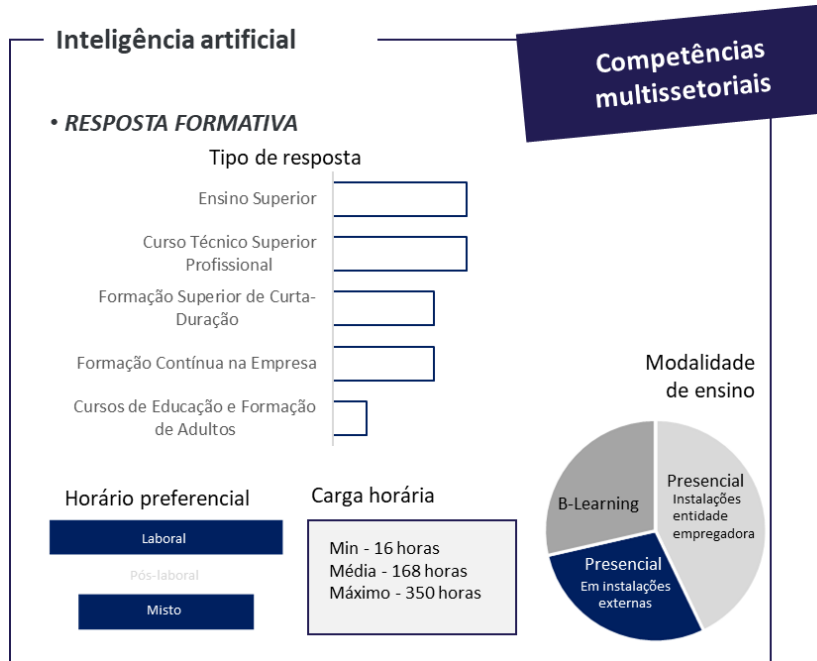 Inteligência artificial
Competências
multissetoriais
• RESPOSTA FORMATIVA
Tipo de resposta
Ensino Superior
Curso Técnico Superior
Profissional
Formação Superior de Curta-
Duração
Formação Contínua na Empresa
Cursos de Educação e Formação
de Adultos
Modalidade
de ensino
Presencial
Instalações
entidade
empregadora
B-Learning
Presencial
Em instalações
externas
Horário preferencial
Laboral
Pós-laboral
Misto
Carga horária
Min - 16 horas
Média - 168 horas
Máximo - 350 horas